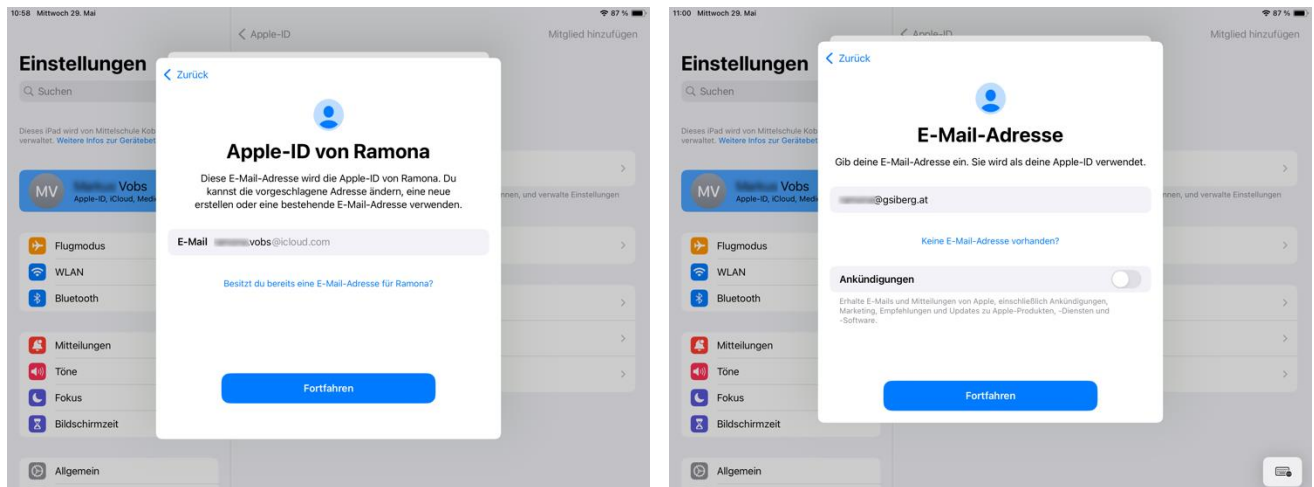 10:58 Mittwoch 29. Mai
87 %
Apple-ID
Mitglied hinzufügen
Einstellungen
Suchen
Dieses iPad wird von Mittelschule Kob
verwaltet. Weitere Infos zur Gerätebet
MV
Vobs
Apple-ID, iCloud, Medi
nnen, und verwalte Einstellungen
Flugmodus
WLAN
Bluetooth
Mitteilungen
Töne
Fokus
Bildschirmzeit
Allgemein
Zurück
Apple-ID von Ramona
Diese E-Mail-Adresse wird die Apple-ID von Ramona. Du
kannst die vorgeschlagene Adresse ändern, eine neue
erstellen oder eine bestehende E-Mail-Adresse verwenden.
E-Mail .vobs@icloud.com
Besitzt du bereits eine E-Mail-Adresse für Ramona?
Fortfahren
11:00 Mittwoch 29. Mai
87 %
Apple-ID
Mitglied hinzufügen
Einstellungen
Suchen
Dieses iPad wird von Mittelschule Kob
verwaltet. Weitere Infos zur Gerätebet
MV
Vobs
Apple-ID, iCloud, Medi
nnen, und verwalte Einstellungen
Flugmodus
WLAN
Bluetooth
Mitteilungen
Töne
Fokus
Bildschirmzeit
Allgemein
Zurück
E-Mail-Adresse
Gib deine E-Mail-Adresse ein. Sie wird als deine Apple-ID verwendet.
@gsiberg.at
Keine E-Mail-Adresse vorhanden?
Ankündigungen
Erhalte E-Mails und Mitteilungen von Apple, einschließlich Ankündigungen,
Marketing, Empfehlungen und Updates zu Apple-Produkten, -Diensten und
-Software.
Fortfahren